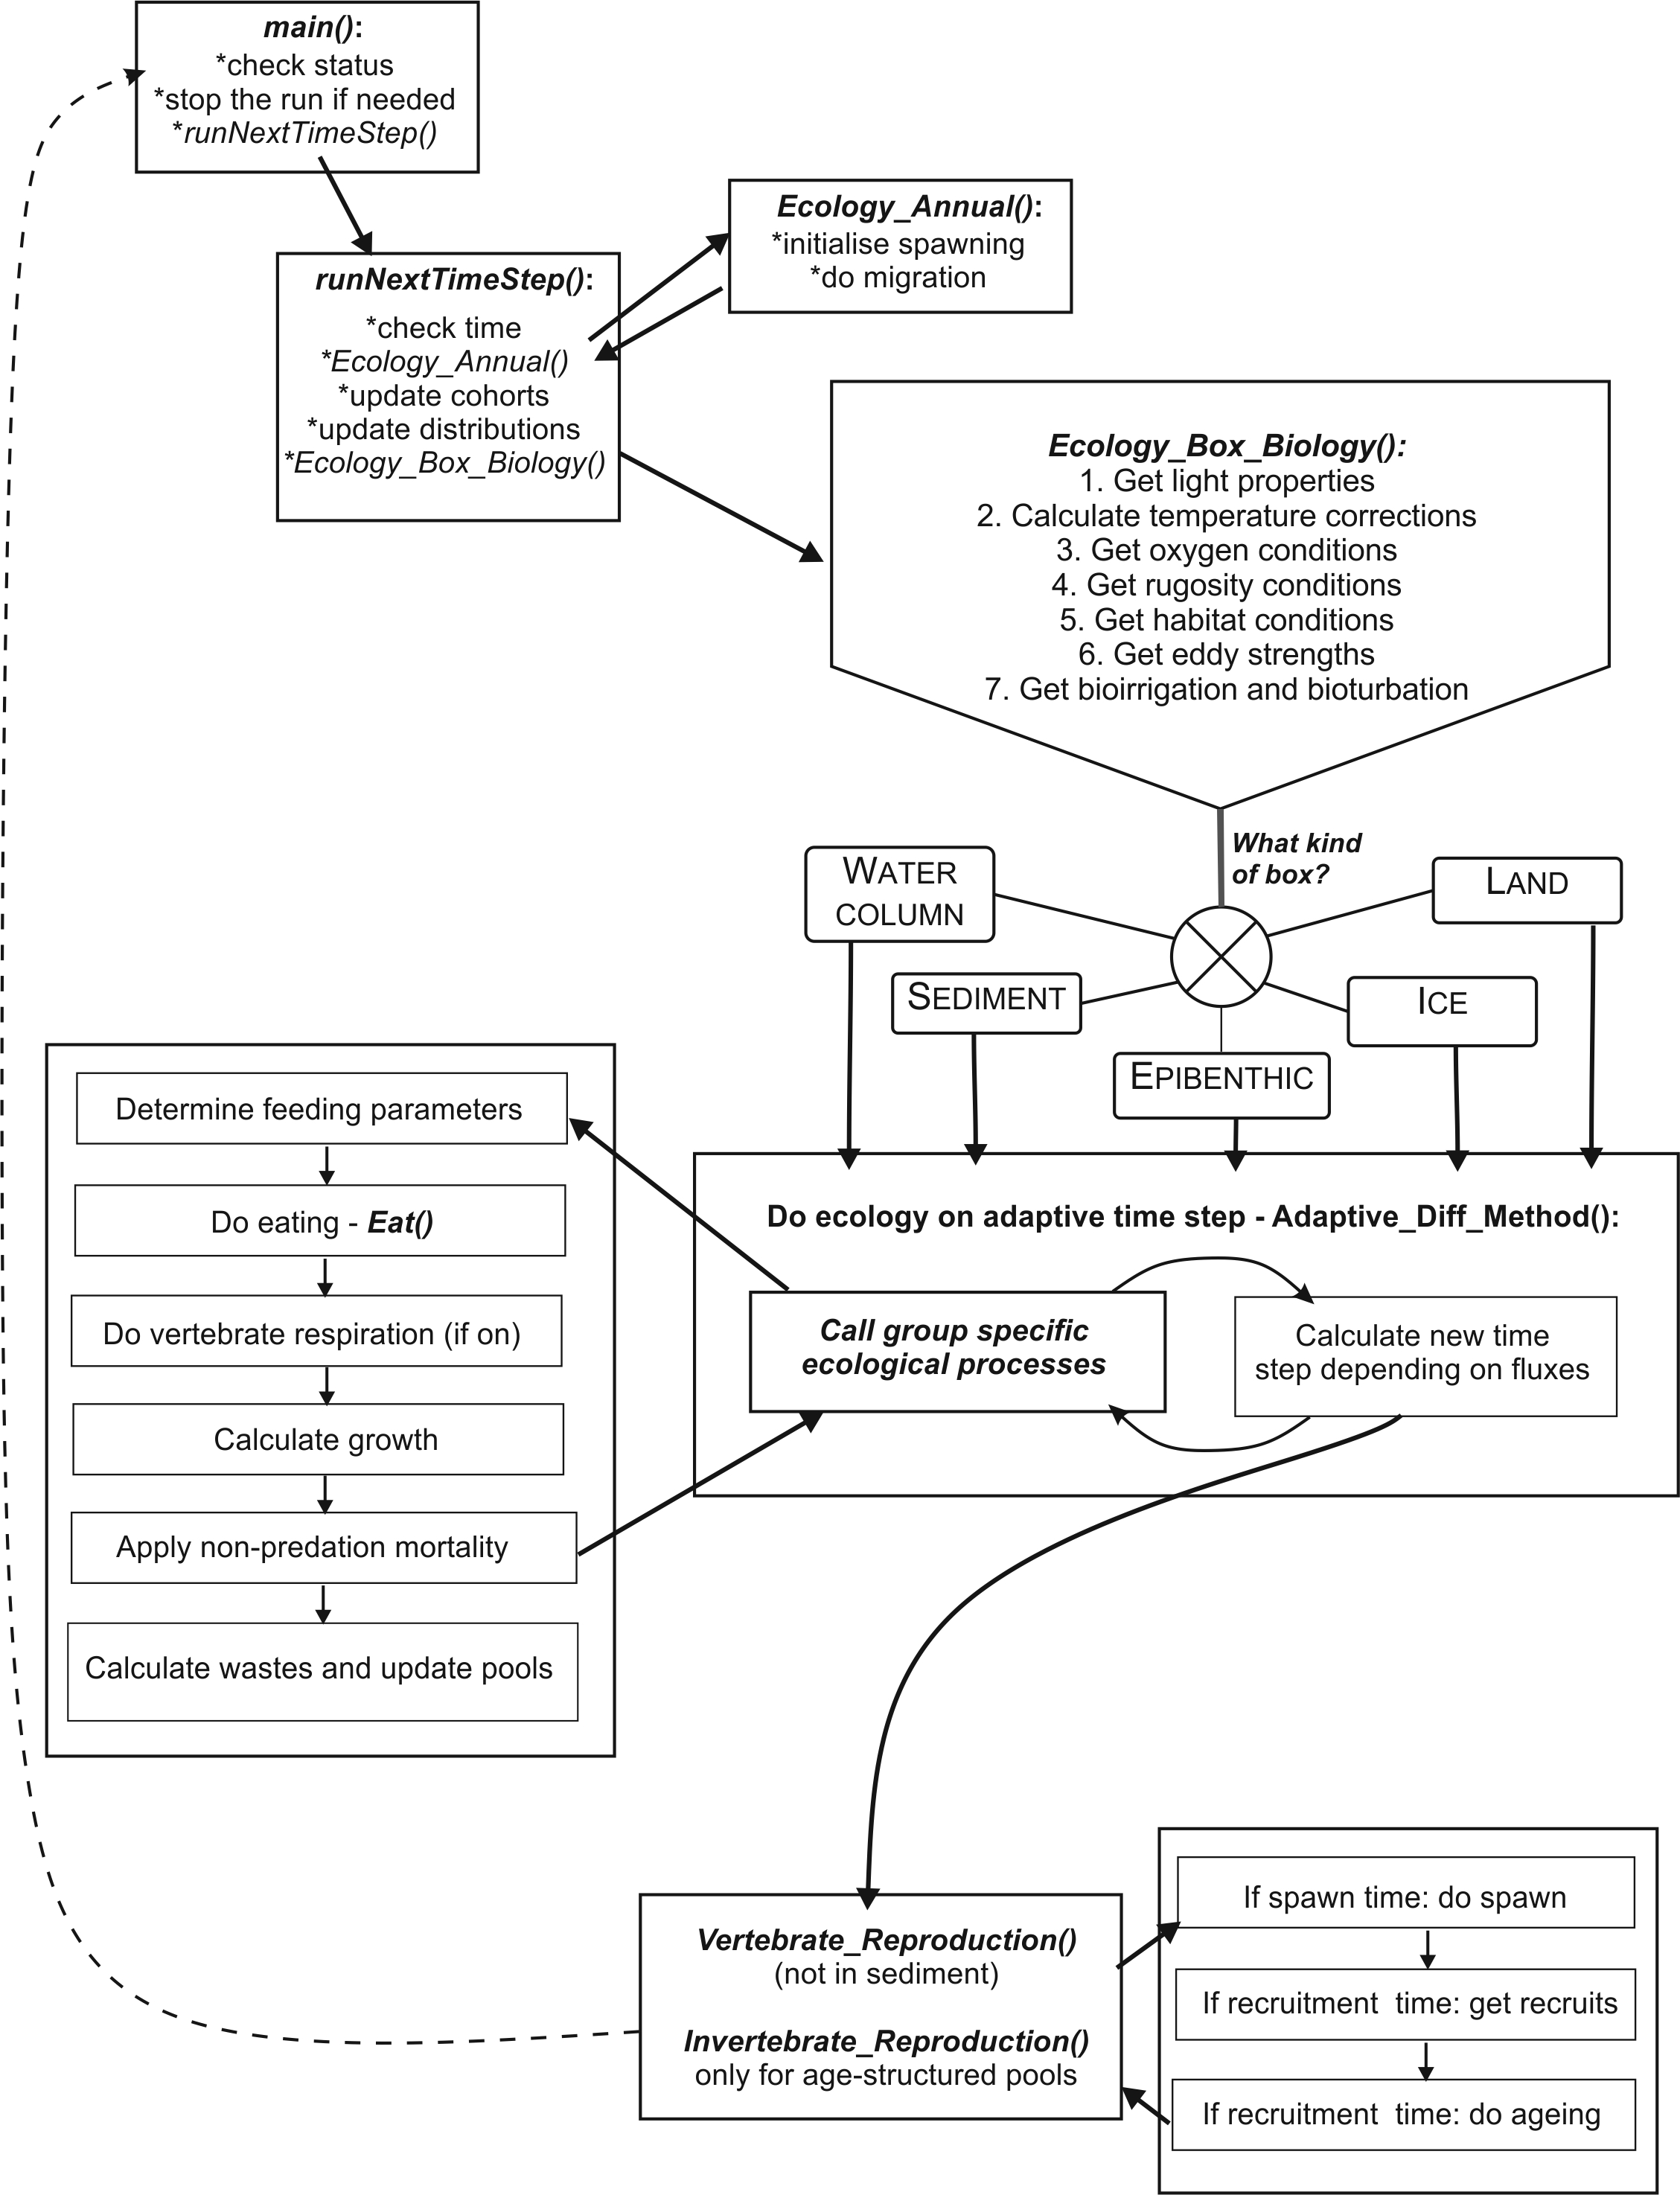 main():
*check status
*stop the run if needed
*runNextTimeStep()
Ecology_Annual():
*initialise spawning
*do migration
runNextTimeStep():
*check time
*Ecology_Annual()
*update cohorts
*update distributions
*Ecology_Box_Biology()
Ecology_Box_Biology():
1. Get light properties
2. Calculate temperature corrections
3. Get oxygen conditions
4. Get rugosity conditions
5. Get habitat conditions
6. Get eddy strengths
7. Get bioirrigation and bioturbation
What kind
of box?
WATER
COLUMN
LAND
SEDIMENT
ICE
EPIBENTHIC
Determine feeding parameters
Do eating - Eat()
Do vertebrate respiration (if on)
Calculate growth
Apply non-predation mortality
Calculate wastes and update pools
Do ecology on adaptive time step - Adaptive_Diff_Method():
Call group specific
ecological processes
Calculate new time
step depending on fluxes
Vertebrate_Reproduction()
(not in sediment)
Invertebrate_Reproduction()
only for age-structured pools
If spawn time: do spawn
If recruitment  time: get recruits
If recruitment  time: do ageing